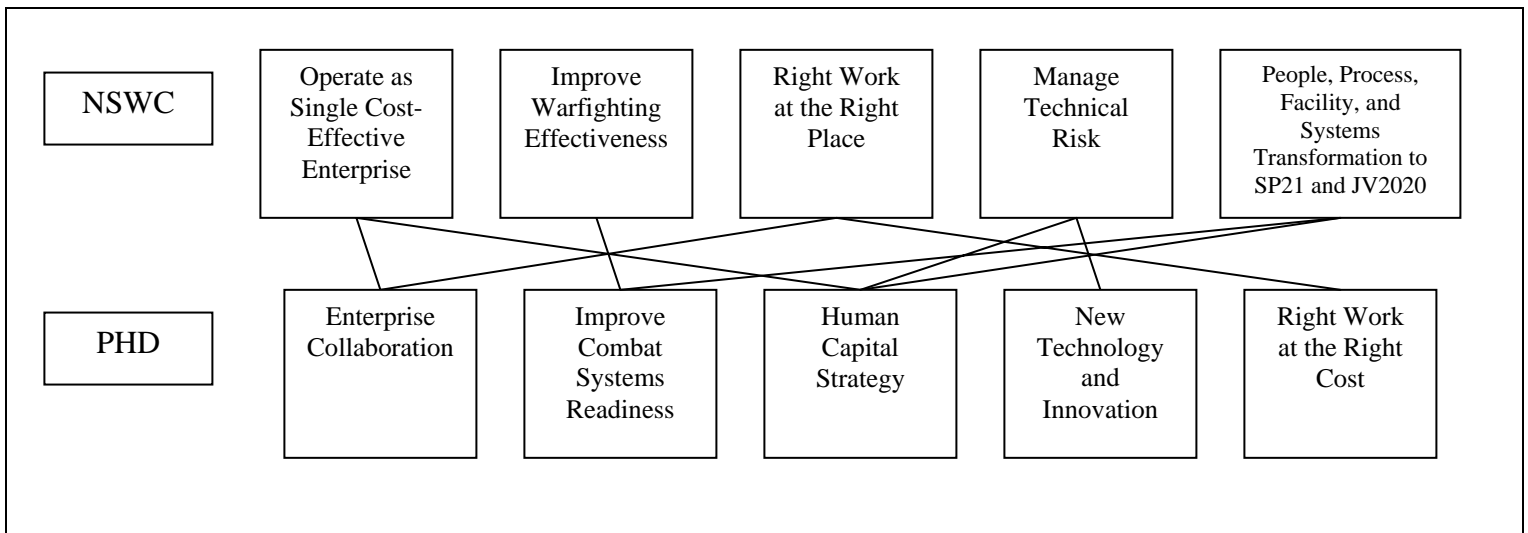 NSWC
Operate as
Single Cost-
Effective
Enterprise
Improve
Warfighting
Effectiveness
Right Work
at the Right
Place
Manage
Technical
Risk
People, Process,
Facility, and
Systems
Transformation to
SP21 and JV2020
PHD
Enterprise
Collaboration
Improve
Combat
Systems
Readiness
Human
Capital
Strategy
New
Technology
and
Innovation
Right Work
at the Right
Cost